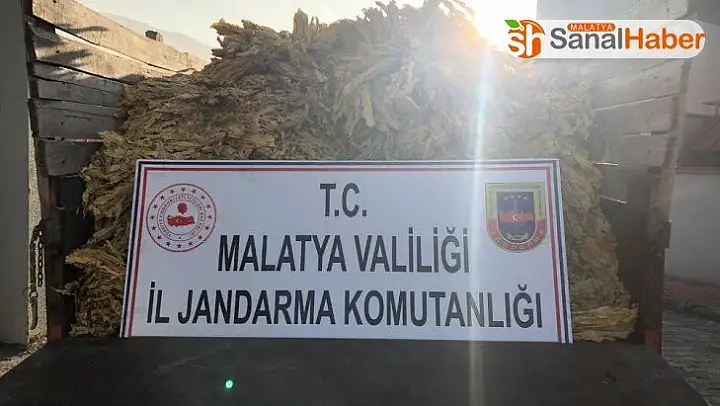 MALATYA
SanalHaber
T.C.
MALATYA VALİLİĞİ
İL JANDARMA KOMUTANLIĞI